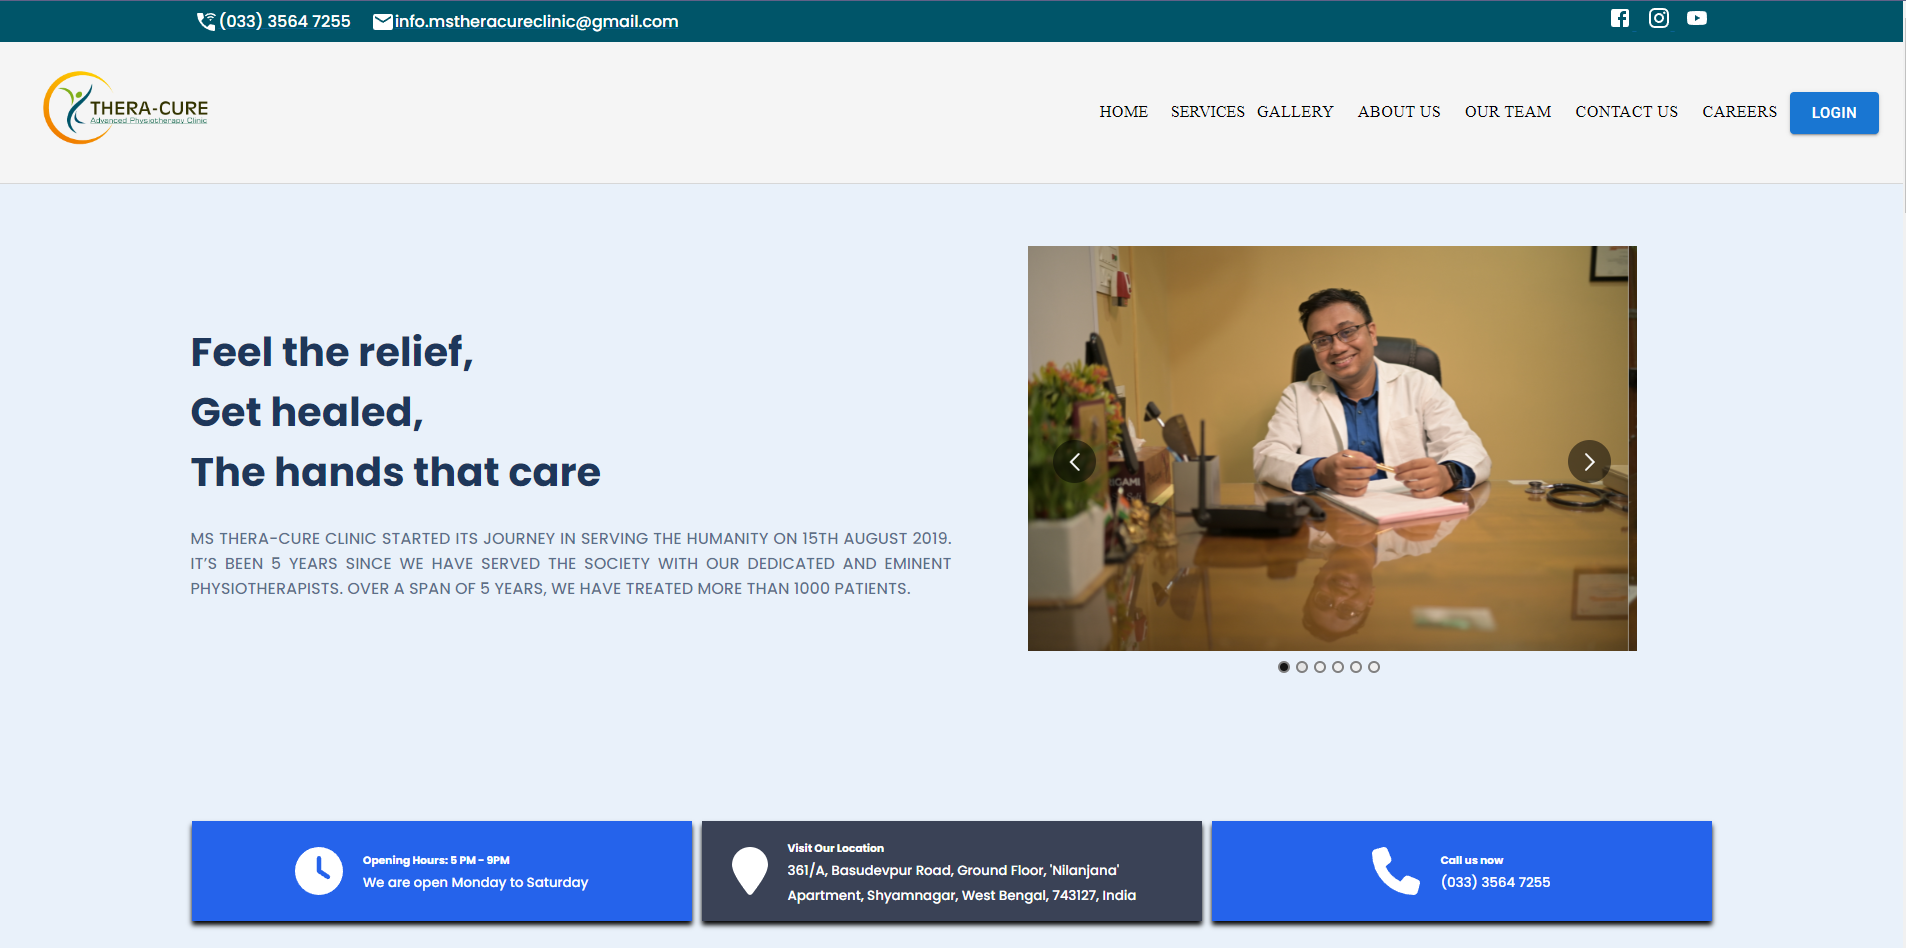 (033) 3564 7255 info.mstheracureclinic@gmail.com
THERA-CURE
Advanced Physiotherapy Clinic
HOME SERVICES GALLERY ABOUT US OUR TEAM CONTACT US CAREERS LOGIN
Feel the relief,
Get healed,
The hands that care
MS THERA-CURE CLINIC STARTED ITS JOURNEY IN SERVING THE HUMANITY ON 15TH AUGUST 2019.
IT’S BEEN 5 YEARS SINCE WE HAVE SERVED THE SOCIETY WITH OUR DEDICATED AND EMINENT
PHYSIOTHERAPISTS. OVER A SPAN OF 5 YEARS, WE HAVE TREATED MORE THAN 1000 PATIENTS.
Opening Hours: 5 PM - 9PM
We are open Monday to Saturday
Visit Our Location
361/A, Basudevpur Road, Ground Floor, 'Nilanjana'
Apartment, Shyamnagar, West Bengal, 743127, India
Call us now
(033) 3564 7255